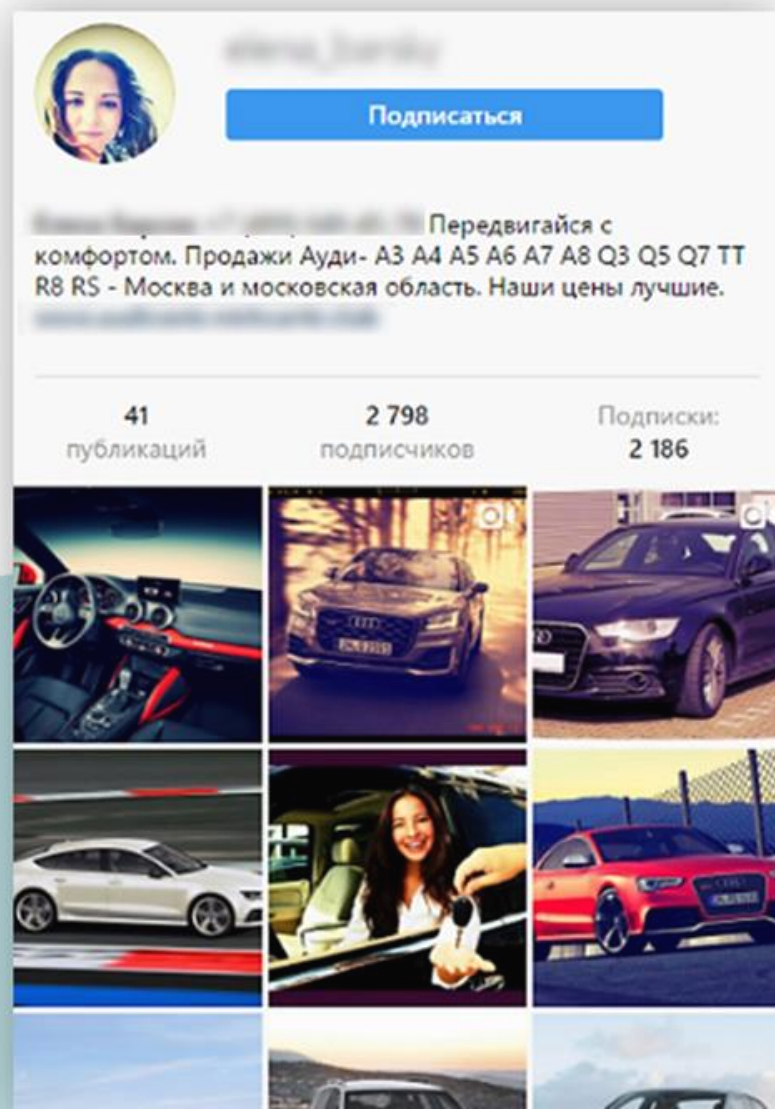 Подписаться
Передвигайся с
комфортом. Продажи Ауди- А3 А4 А5 А6 А7 А8 Q3 Q5 Q7 ТТ
R8 RS - Москва и московская область. Наши цены лучшие.
41 2 798 Подписки:
публикаций подписчиков 2 186